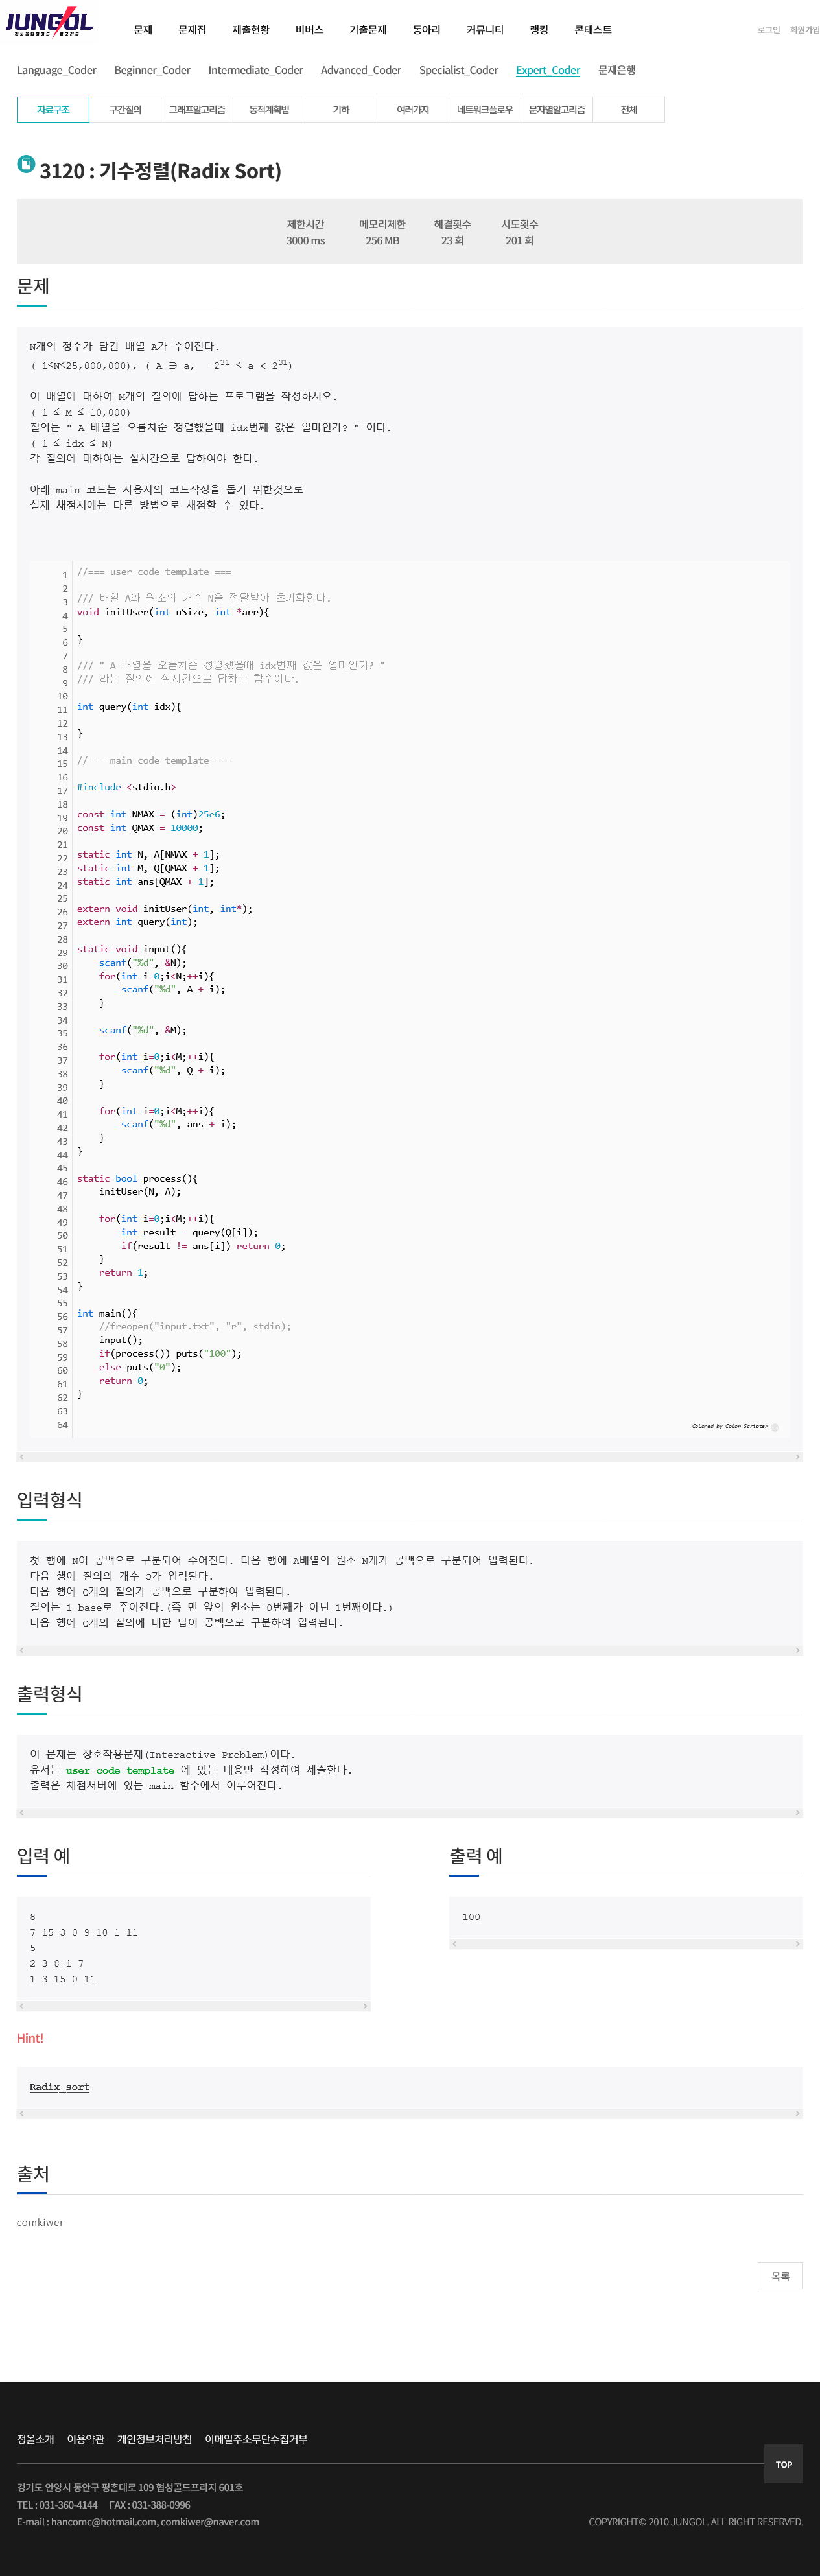 JUNGOL
정보올림피아드 & 알고리즘
문제 문제집 제출현황 비버스 기출문제 동아리 커뮤니티 랭킹 콘테스트
로그인 회원가입
Language_Coder Beginner_Coder Intermediate_Coder Advanced_Coder Specialist_Coder Expert_Coder 문제은행
자료구조 구간질의 그래프알고리즘 동적계획법 기하 여러가지 네트워크플로우 문자열알고리즘 전체
3120 : 기수정렬(Radix Sort)
제한시간 메모리제한 해결횟수 시도횟수
3000 ms 256 MB 23 회 201 회
문제
N개의 정수가 담긴 배열 A가 주어진다.
( 1≤N≤25,000,000), ( A ∋ a,  -2^31 ≤ a < 2^31)
이 배열에 대하여 M개의 질의에 답하는 프로그램을 작성하시오.
( 1 ≤ M ≤ 10,000)
질의는 " A 배열을 오름차순 정렬했을때 idx번째 값은 얼마인가? " 이다.
( 1 ≤ idx ≤ N)
각 질의에 대하여는 실시간으로 답하여야 한다.
아래 main 코드는 사용자의 코드작성을 돕기 위한것으로
실제 채점시에는 다른 방법으로 채점할 수 있다.
1 //=== user code template ===
2
3 /// 배열 A와 원소의 개수 N을 전달받아 초기화한다.
4 void initUser(int nSize, int *arr){
5
6 }
7
8 /// " A 배열을 오름차순 정렬했을때 idx번째 값은 얼마인가? "
9 /// 라는 질의에 실시간으로 답하는 함수이다.
10
11 int query(int idx){
12
13 }
14
15 //=== main code template ===
16
17 #include <stdio.h>
18
19 const int NMAX = (int)25e6;
20 const int QMAX = 10000;
21
22 static int N, A[NMAX + 1];
23 static int M, Q[QMAX + 1];
24 static int ans[QMAX + 1];
25
26 extern void initUser(int, int*);
27 extern int query(int);
28
29 static void input(){
30     scanf("%d", &N);
31     for(int i=0;i<N;++i){
32         scanf("%d", A + i);
33     }
34
35     scanf("%d", &M);
36
37     for(int i=0;i<M;++i){
38         scanf("%d", Q + i);
39     }
40
41     for(int i=0;i<M;++i){
42         scanf("%d", ans + i);
43     }
44 }
45
46 static bool process(){
47     initUser(N, A);
48
49     for(int i=0;i<M;++i){
50         int result = query(Q[i]);
51         if(result != ans[i]) return 0;
52     }
53     return 1;
54 }
55
56 int main(){
57     //freopen("input.txt", "r", stdin);
58     input();
59     if(process()) puts("100");
60     else puts("0");
61     return 0;
62 }
63
64
Colored by Color Scripter
입력형식
첫 행에 N이 공백으로 구분되어 주어진다. 다음 행에 A배열의 원소 N개가 공백으로 구분되어 입력된다.
다음 행에 질의의 개수 Q가 입력된다.
다음 행에 Q개의 질의가 공백으로 구분하여 입력된다.
질의는 1-base로 주어진다.(즉 맨 앞의 원소는 0번째가 아닌 1번째이다.)
다음 행에 Q개의 질의에 대한 답이 공백으로 구분하여 입력된다.
출력형식
이 문제는 상호작용문제(Interactive Problem)이다.
유저는 user code template 에 있는 내용만 작성하여 제출한다.
출력은 채점서버에 있는 main 함수에서 이루어진다.
입력 예
8
7 15 3 0 9 10 1 11
5
2 3 8 1 7
1 3 15 0 11
출력 예
100
Hint!
Radix sort
출처
comkiwer
목록
정올소개 이용약관 개인정보처리방침 이메일주소무단수집거부
TOP
경기도 안양시 동안구 평촌대로 109 협성골드프라자 601호
TEL : 031-360-4144 FAX : 031-388-0996
E-mail : hancomc@hotmail.com, comkiwer@naver.com
COPYRIGHT© 2010 JUNGOL. ALL RIGHT RESERVED.